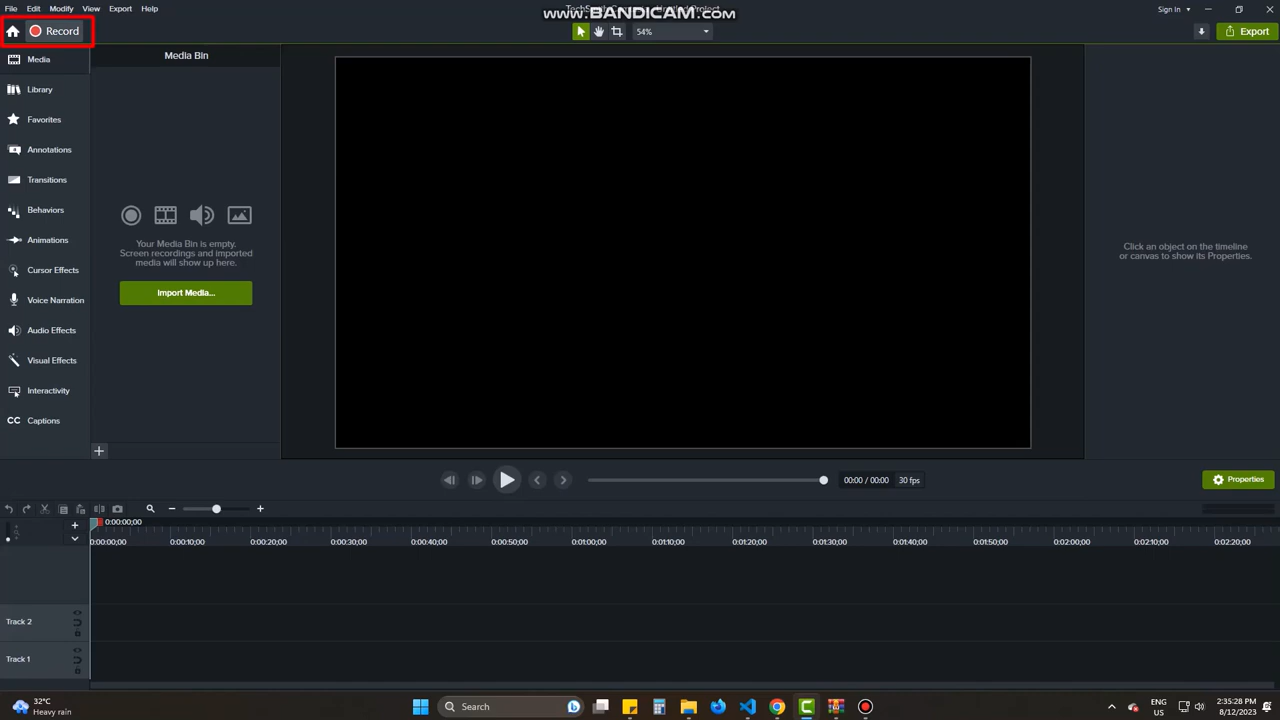 File Edit Modify View Export Help
www.BANDICAM.com
Sign In
Record
54%
Export
Media
Media Bin
Library
Favorites
Annotations
Transitions
Behaviors
Animations
Cursor Effects
Voice Narration
Audio Effects
Visual Effects
Interactivity
CC Captions
Your Media Bin is empty.
Screen recordings and imported
media will show up here.
Import Media...
Click an object on the timeline
or canvas to show its Properties.
00:00 / 00:00 30 fps
Properties
0:00:00;00
0:00:00;00 0:00:10;00 0:00:20;00 0:00:30;00 0:00:40;00 0:00:50;00 0:01:00;00 0:01:10;00 0:01:20;00 0:01:30;00 0:01:40;00 0:01:50;00 0:02:00;00 0:02:10;00 0:02:20;00
Track 2
Track 1
32°C
Heavy rain
Search
ENG
US
2:35:28 PM
8/12/2023